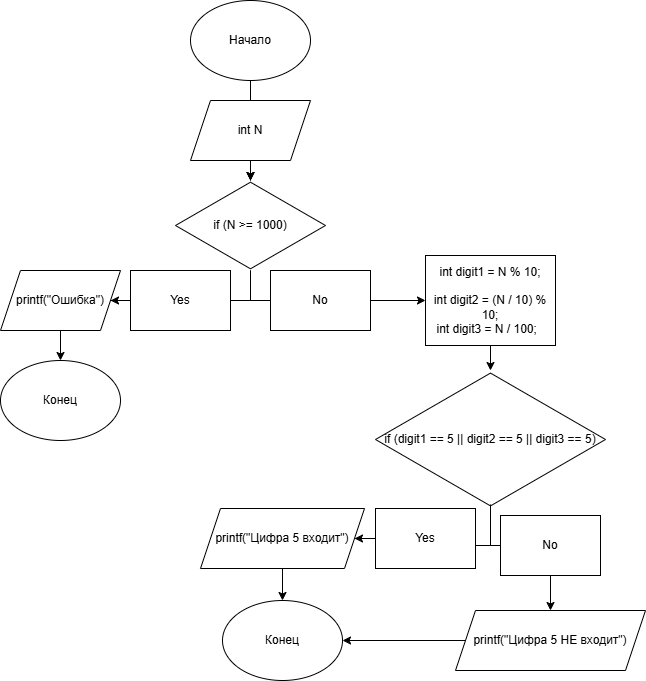 Начало
int N
if (N >= 1000)
printf("Ошибка")
Yes
No
int digit1 = N % 10;
int digit2 = (N / 10) %
10;
int digit3 = N / 100;
Конец
if (digit1 == 5 || digit2 == 5 || digit3 == 5)
printf("Цифра 5 входит")
Yes
No
Конец
printf("Цифра 5 НЕ входит")